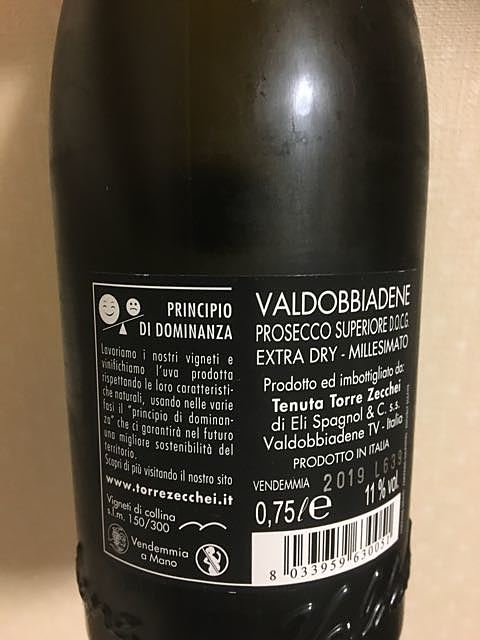 PRINCIPIO
DI DOMINANZA
Lavoriamo i nostri vigneti e
vinifichiamo l'uva prodotta
rispettando le loro caratteristi-
che naturali, usando nelle varie
fasi il "principio di dominan-
za" che ci garantirà nel futuro
una migliore sostenibilità del
territorio.
Scopri di più visitando il nostro sito
www.torrezecchei.it
Vigneti di collina
s.l.m. 150/300
Vendemmia
a Mano
VALDOBBIADENE
PROSECCO SUPERIORE D.O.C.G.
EXTRA DRY - MILLESIMATO
Prodotto ed imbottigliato da:
Tenuta Torre Zecchei
di Eli Spagnol & C. s.s.
Valdobbiadene TV - Italia
PRODOTTO IN ITALIA
VENDEMMIA 2019 L639
0,75 l e 11 % vol
8 033959 630051